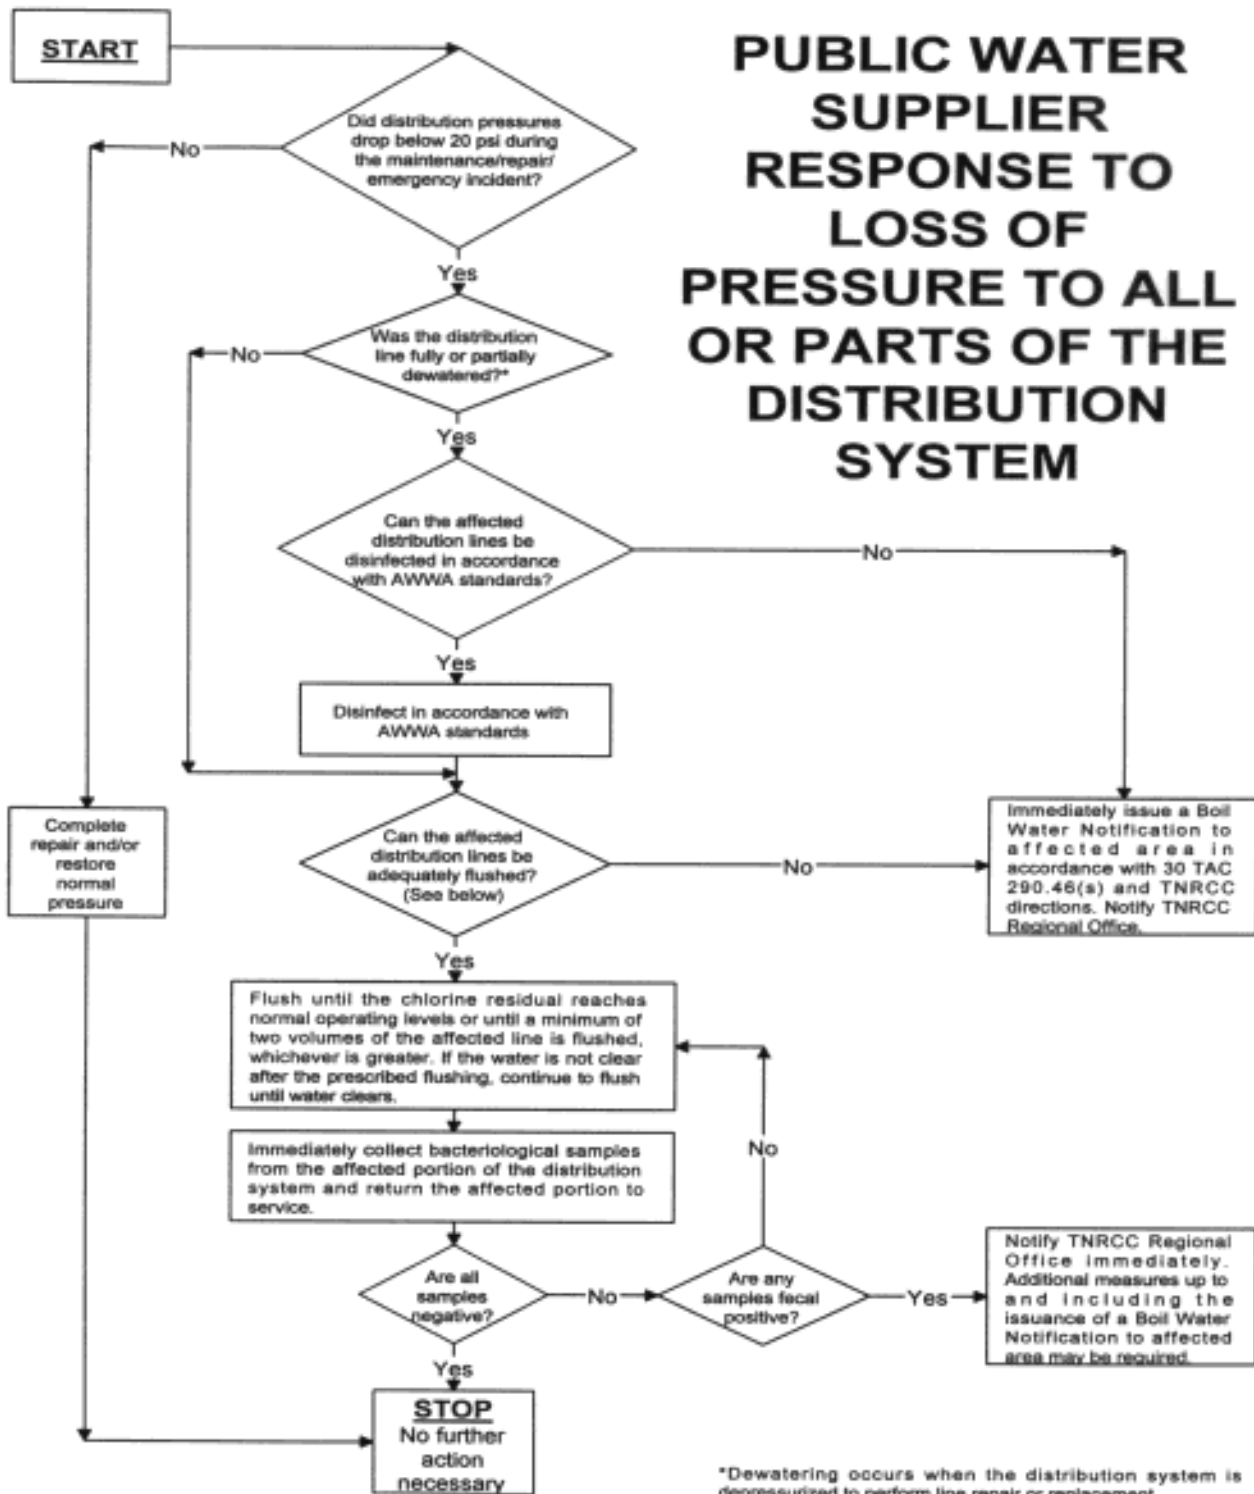 START
PUBLIC WATER
SUPPLIER
RESPONSE TO
LOSS OF
PRESSURE TO ALL
OR PARTS OF THE
DISTRIBUTION
SYSTEM
Did distribution pressures
drop below 20 psi during
the maintenance/repair/
emergency incident?
No
Yes
Was the distribution
line fully or partially
dewatered?*
No
Yes
Can the affected
distribution lines be
disinfected in accordance
with AWWA standards?
No
Yes
Disinfect in accordance with
AWWA standards
Complete
repair and/or
restore
normal
pressure
Can the affected
distribution lines be
adequately flushed?
(See below)
No
Immediately issue a Boil
Water Notification to
affected area in
accordance with 30 TAC
290.46(s) and TNRCC
directions. Notify TNRCC
Regional Office.
Yes
Flush until the chlorine residual reaches
normal operating levels or until a minimum of
two volumes of the affected line is flushed,
whichever is greater. If the water is not clear
after the prescribed flushing, continue to flush
until water clears.
Immediately collect bacteriological samples
from the affected portion of the distribution
system and return the affected portion to
service.
No
Are all
samples
negative?
No
Are any
samples fecal
positive?
Yes
Notify TNRCC Regional
Office immediately.
Additional measures up to
and including the
issuance of a Boil Water
Notification to affected
area may be required.
Yes
STOP
No further
action
necessary
*Dewatering occurs when the distribution system is
depressurized to perform line repair or replacement